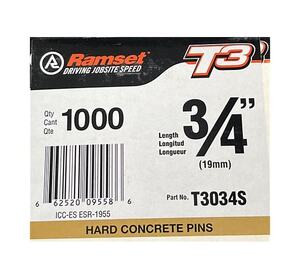 Ramset
DRIVING JOBSITE SPEED
T3
Qty
Cant
Qte
1000
Length
Longitud
Longueur
3/4"
(19mm)
Part No. T3034S
6 62520 09558 6
ICC-ES ESR-1955
HARD CONCRETE PINS